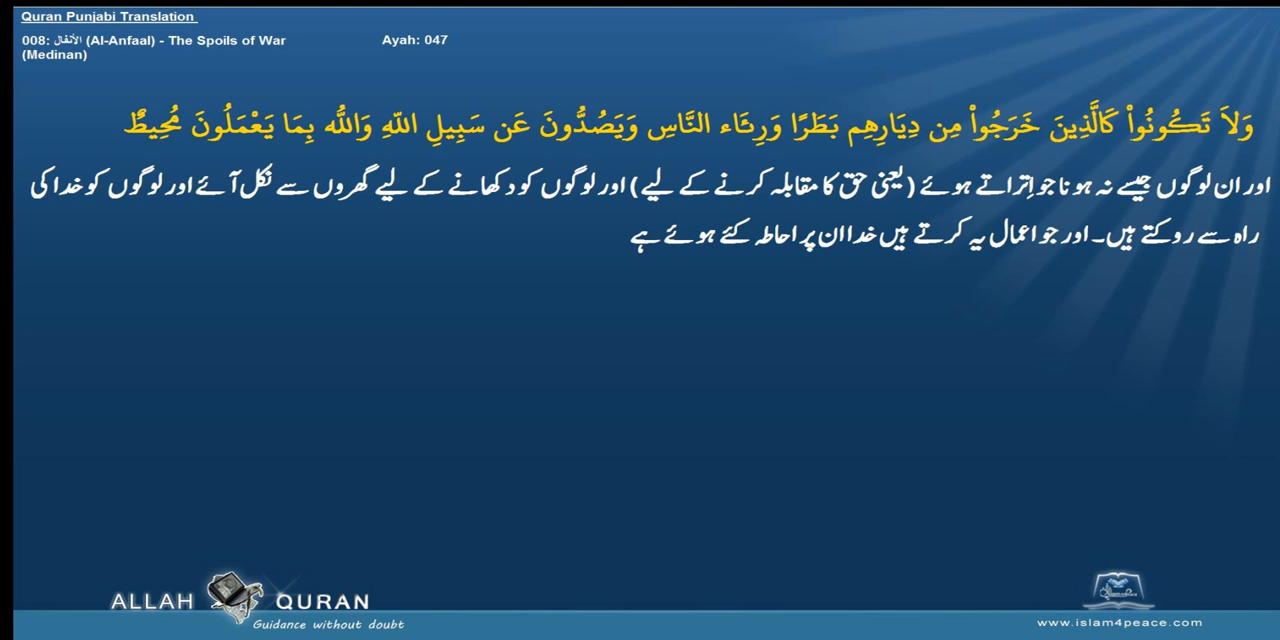 Quran Punjabi Translation
008: الأنفال (Al-Anfaal) - The Spoils of War
(Medinan)
Ayah: 047
وَلاَ تَكُونُواْ كَالَّذِينَ خَرَجُواْ مِن دِيَارِهِم بَطَرًا وَرِئَاء النَّاسِ وَيَصُدُّونَ عَن سَبِيلِ اللّهِ وَاللّه بِمَا يَعْمَلُونَ مُحِيطٌ
اور ان لوگوں جیسے نہ ہونا جو اِتراتے ہوئے (یعنی حق کا مقابلہ کرنے کے لیے) اور لوگوں کو دکھانے کے لیے گھروں سے نکل آئے اور لوگوں کو خدا کی
راہ سے روکتے ہیں۔ اور جو اعمال یہ کرتے ہیں خدا ان پر احاطہ کئے ہوئے ہے
ALLAH QURAN
Guidance without doubt
www.islam4peace.com